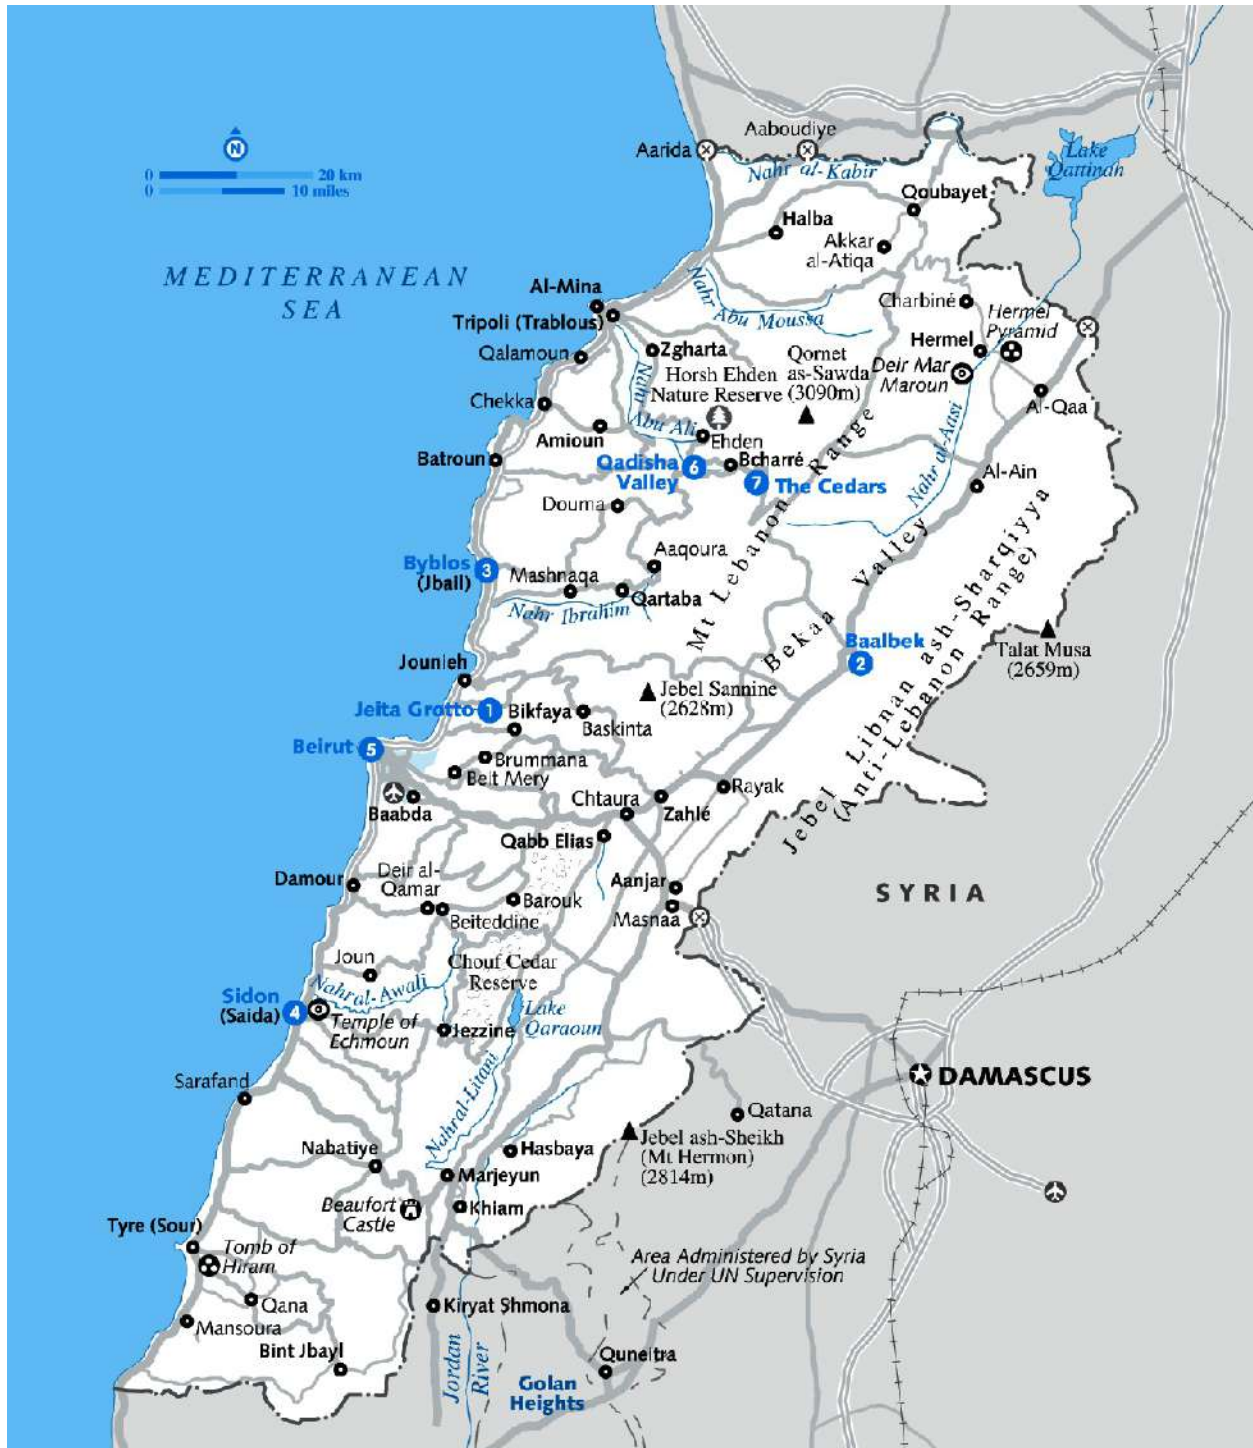 Aaboudiye
Aarida
Nahr al-Kabir
Lake
Qattinah
N
0 20 km
0 10 miles
Qoubayet
Halba
Akkar
al-Atiqa
MEDITERRANEAN
SEA
Al-Mina
Nahr Abu Moussa
Charbiné
Hermel
Pyramid
Tripoli (Trablous)
Qalamoun
Zgharta
Qornet
as-Sawda
(3090m)
Hermel
Deir Mar
Maroun
Horsh Ehden
Nature Reserve
Nahr
Abu Ali
Chekka
Al-Qaa
Amioun
Ehden
Batroun
Qadisha
Valley
6
Bcharré
7
The Cedars
Nahr al-Aasi
Al-Ain
Douma
Mt Lebanon Range
Bekaa Valley
Jebel Libnan ash-Sharqiyya
(Anti-Lebanon Range)
Aaqoura
Byblos
(Jbail)
3
Mashnaqa
Qartaba
Nahr Ibrahim
Baalbek
2
Talat Musa
(2659m)
Jounieh
Jebel Sannine
(2628m)
Jeita Grotto
1
Bikfaya
Baskinta
Beirut
5
Brummana
Beit Mery
Rayak
Chtaura
Zahlé
Baabda
Qabb Elias
Deir al-
Qamar
Damour
Aanjar
SYRIA
Barouk
Beiteddine
Masnaa
Joun
Chouf Cedar
Reserve
Nahr al-Awali
Sidon
(Saida)
4
Temple of
Echmoun
Lake
Qaraoun
Jezzine
Sarafand
DAMASCUS
Nahr al-Litani
Qatana
Nabatiye
Hasbaya
Jebel ash-Sheikh
(Mt Hermon)
(2814m)
Marjeyun
Beaufort
Castle
Khiam
Tyre (Sour)
Tomb of
Hiram
Area Administered by Syria
Under UN Supervision
Qana
Kiryat Shmona
Mansoura
Bint Jbayl
Jordan
River
Quneitra
Golan
Heights